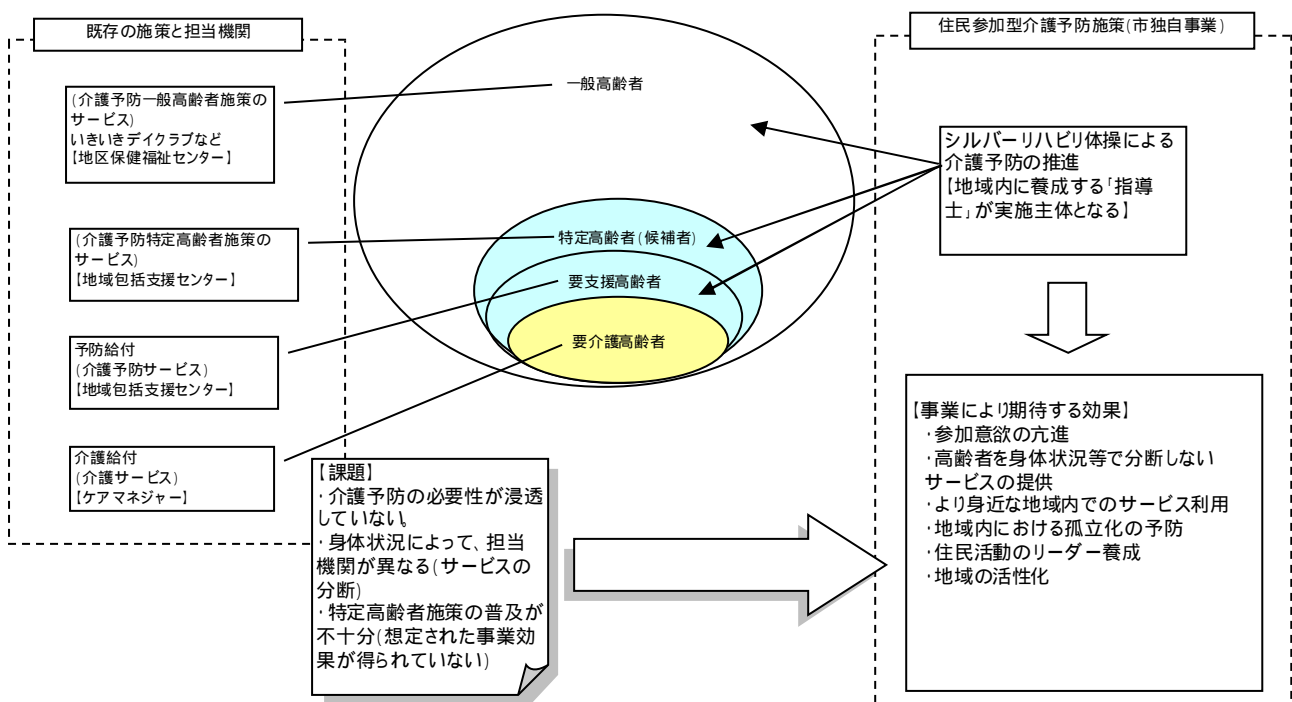 既存の施策と担当機関
(介護予防一般高齢者施策の
サービス)
いきいきデイクラブなど
【地区保健福祉センター】
(介護予防特定高齢者施策の
サービス)
【地域包括支援センター】
予防給付
(介護予防サービス)
【地域包括支援センター】
介護給付
(介護サービス)
【ケアマネジャー】
一般高齢者
特定高齢者(候補者)
要支援高齢者
要介護高齢者
【課題】
・介護予防の必要性が浸透
していない。
・身体状況によって、担当
機関が異なる(サービスの
分断)
・特定高齢者施策の普及が
不十分(想定された事業効
果が得られていない)
住民参加型介護予防施策(市独自事業)
シルバーリハビリ体操による
介護予防の推進
【地域内に養成する「指導
士」が実施主体となる】
【事業により期待する効果】
・参加意欲の亢進
・高齢者を身体状況等で分断しない
サービスの提供
・より身近な地域内でのサービス利用
・地域内における孤立化の予防
・住民活動のリーダー養成
・地域の活性化